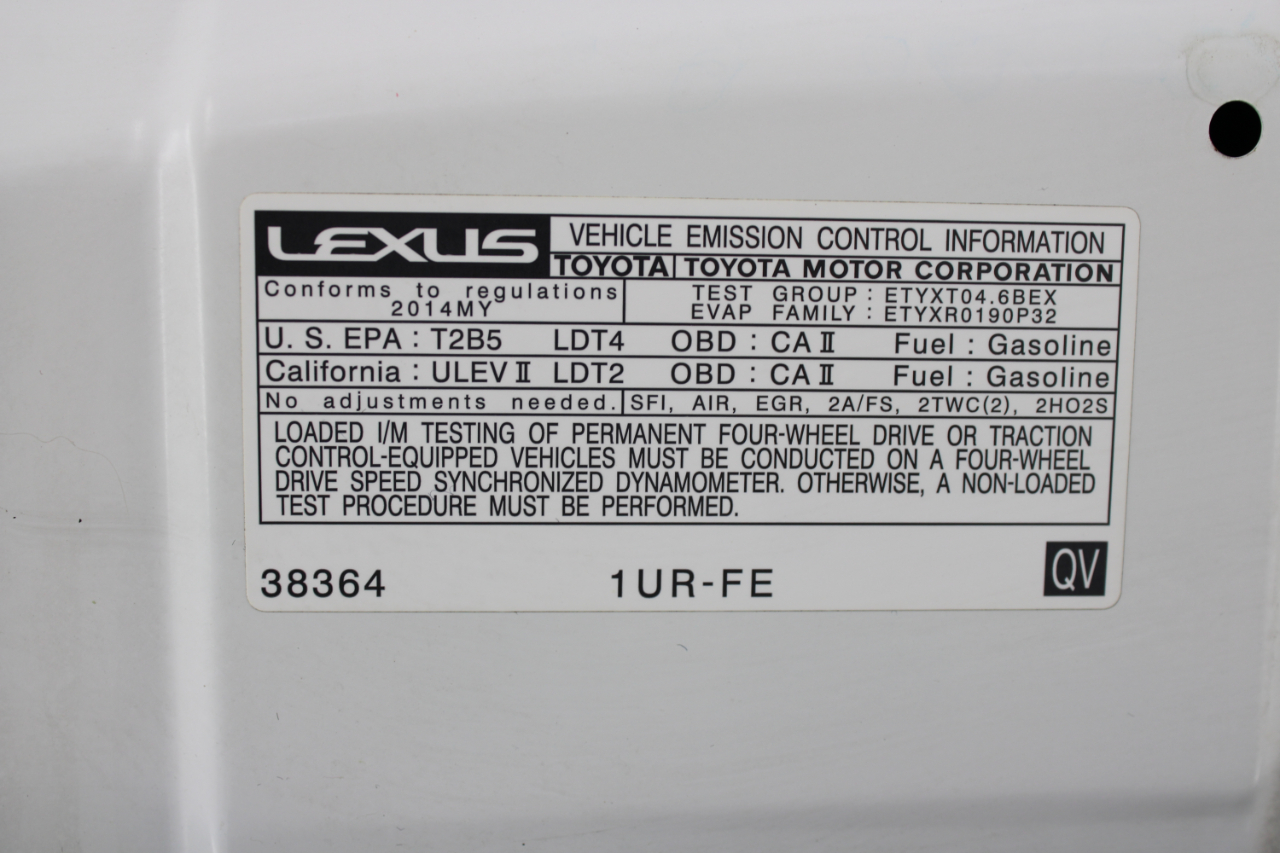 LEXUS VEHICLE EMISSION CONTROL INFORMATION
TOYOTA TOYOTA MOTOR CORPORATION
Conforms to regulations
2014MY
TEST GROUP : ETYXT04.6BEX
EVAP FAMILY : ETYXR0190P32
U. S. EPA : T2B5 LDT4 OBD : CA II Fuel : Gasoline
California : ULEV II LDT2 OBD : CA II Fuel : Gasoline
No adjustments needed. SFI, AIR, EGR, 2A/FS, 2TWC(2), 2HO2S
LOADED I/M TESTING OF PERMANENT FOUR-WHEEL DRIVE OR TRACTION
CONTROL-EQUIPPED VEHICLES MUST BE CONDUCTED ON A FOUR-WHEEL
DRIVE SPEED SYNCHRONIZED DYNAMOMETER. OTHERWISE, A NON-LOADED
TEST PROCEDURE MUST BE PERFORMED.
38364 1UR-FE QV